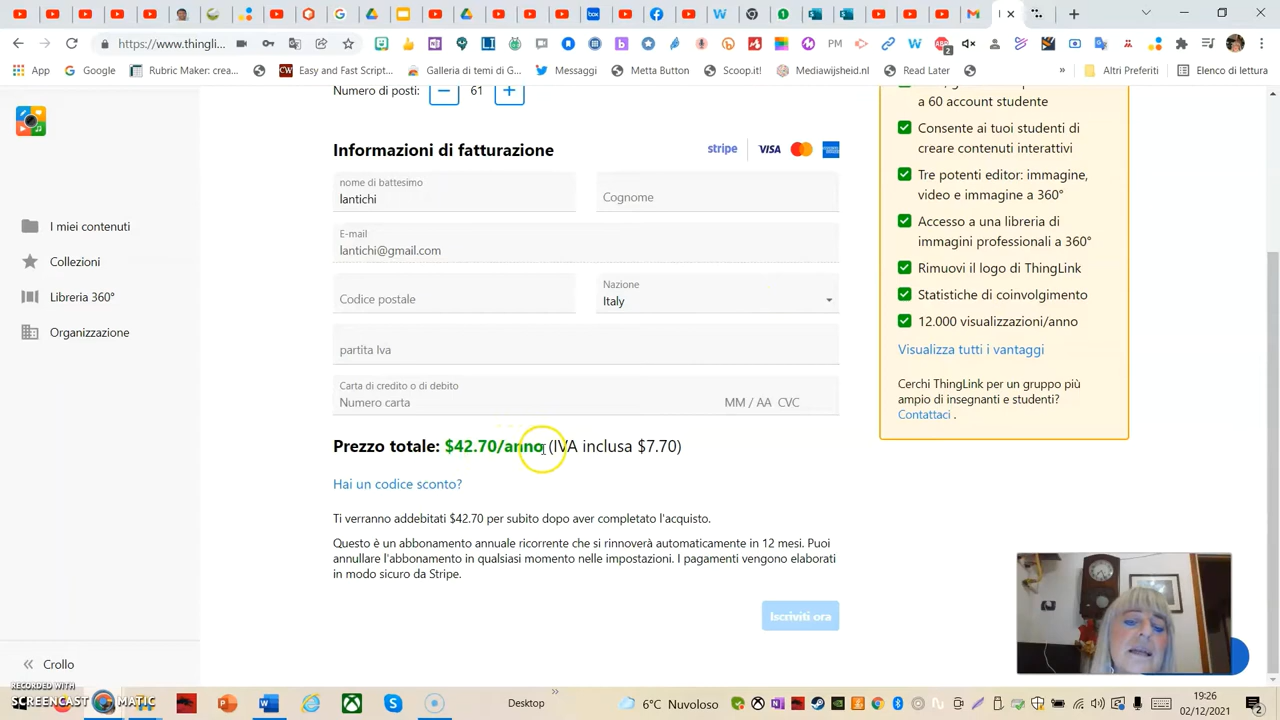 https://www.thingli...
PM
2
App
Google
Rubric Maker: crea...
CW
Easy and Fast Script...
Galleria di temi di G...
Messaggi
Metta Button
Scoop.it!
Mediawijsheid.nl
Read Later
»
Altri Preferiti
Elenco di lettura
Numero di posti:
−
61
+
Informazioni di fatturazione
stripe
VISA
nome di battesimo
lantichi
Cognome
E-mail
lantichi@gmail.com
Codice postale
Nazione
Italy
partita Iva
Carta di credito o di debito
Numero carta
MM / AA CVC
Prezzo totale: $42.70/anno (IVA inclusa $7.70)
Hai un codice sconto?
Ti verranno addebitati $42.70 per subito dopo aver completato l'acquisto.
Questo è un abbonamento annuale ricorrente che si rinnoverà automaticamente in 12 mesi. Puoi
annullare l'abbonamento in qualsiasi momento nelle impostazioni. I pagamenti vengono elaborati
in modo sicuro da Stripe.
Iscriviti ora
I miei contenuti
Collezioni
Libreria 360°
Organizzazione
Crollo
a 60 account studente
Consente ai tuoi studenti di
creare contenuti interattivi
Tre potenti editor: immagine,
video e immagine a 360°
Accesso a una libreria di
immagini professionali a 360°
Rimuovi il logo di ThingLink
Statistiche di coinvolgimento
12.000 visualizzazioni/anno
Visualizza tutti i vantaggi
Cerchi ThingLink per un gruppo più
ampio di insegnanti e studenti?
Contattaci .
RECORDED WITH
SCREENCAST MATIC
Desktop
»
6°C Nuvoloso
19:26
02/12/2021
2